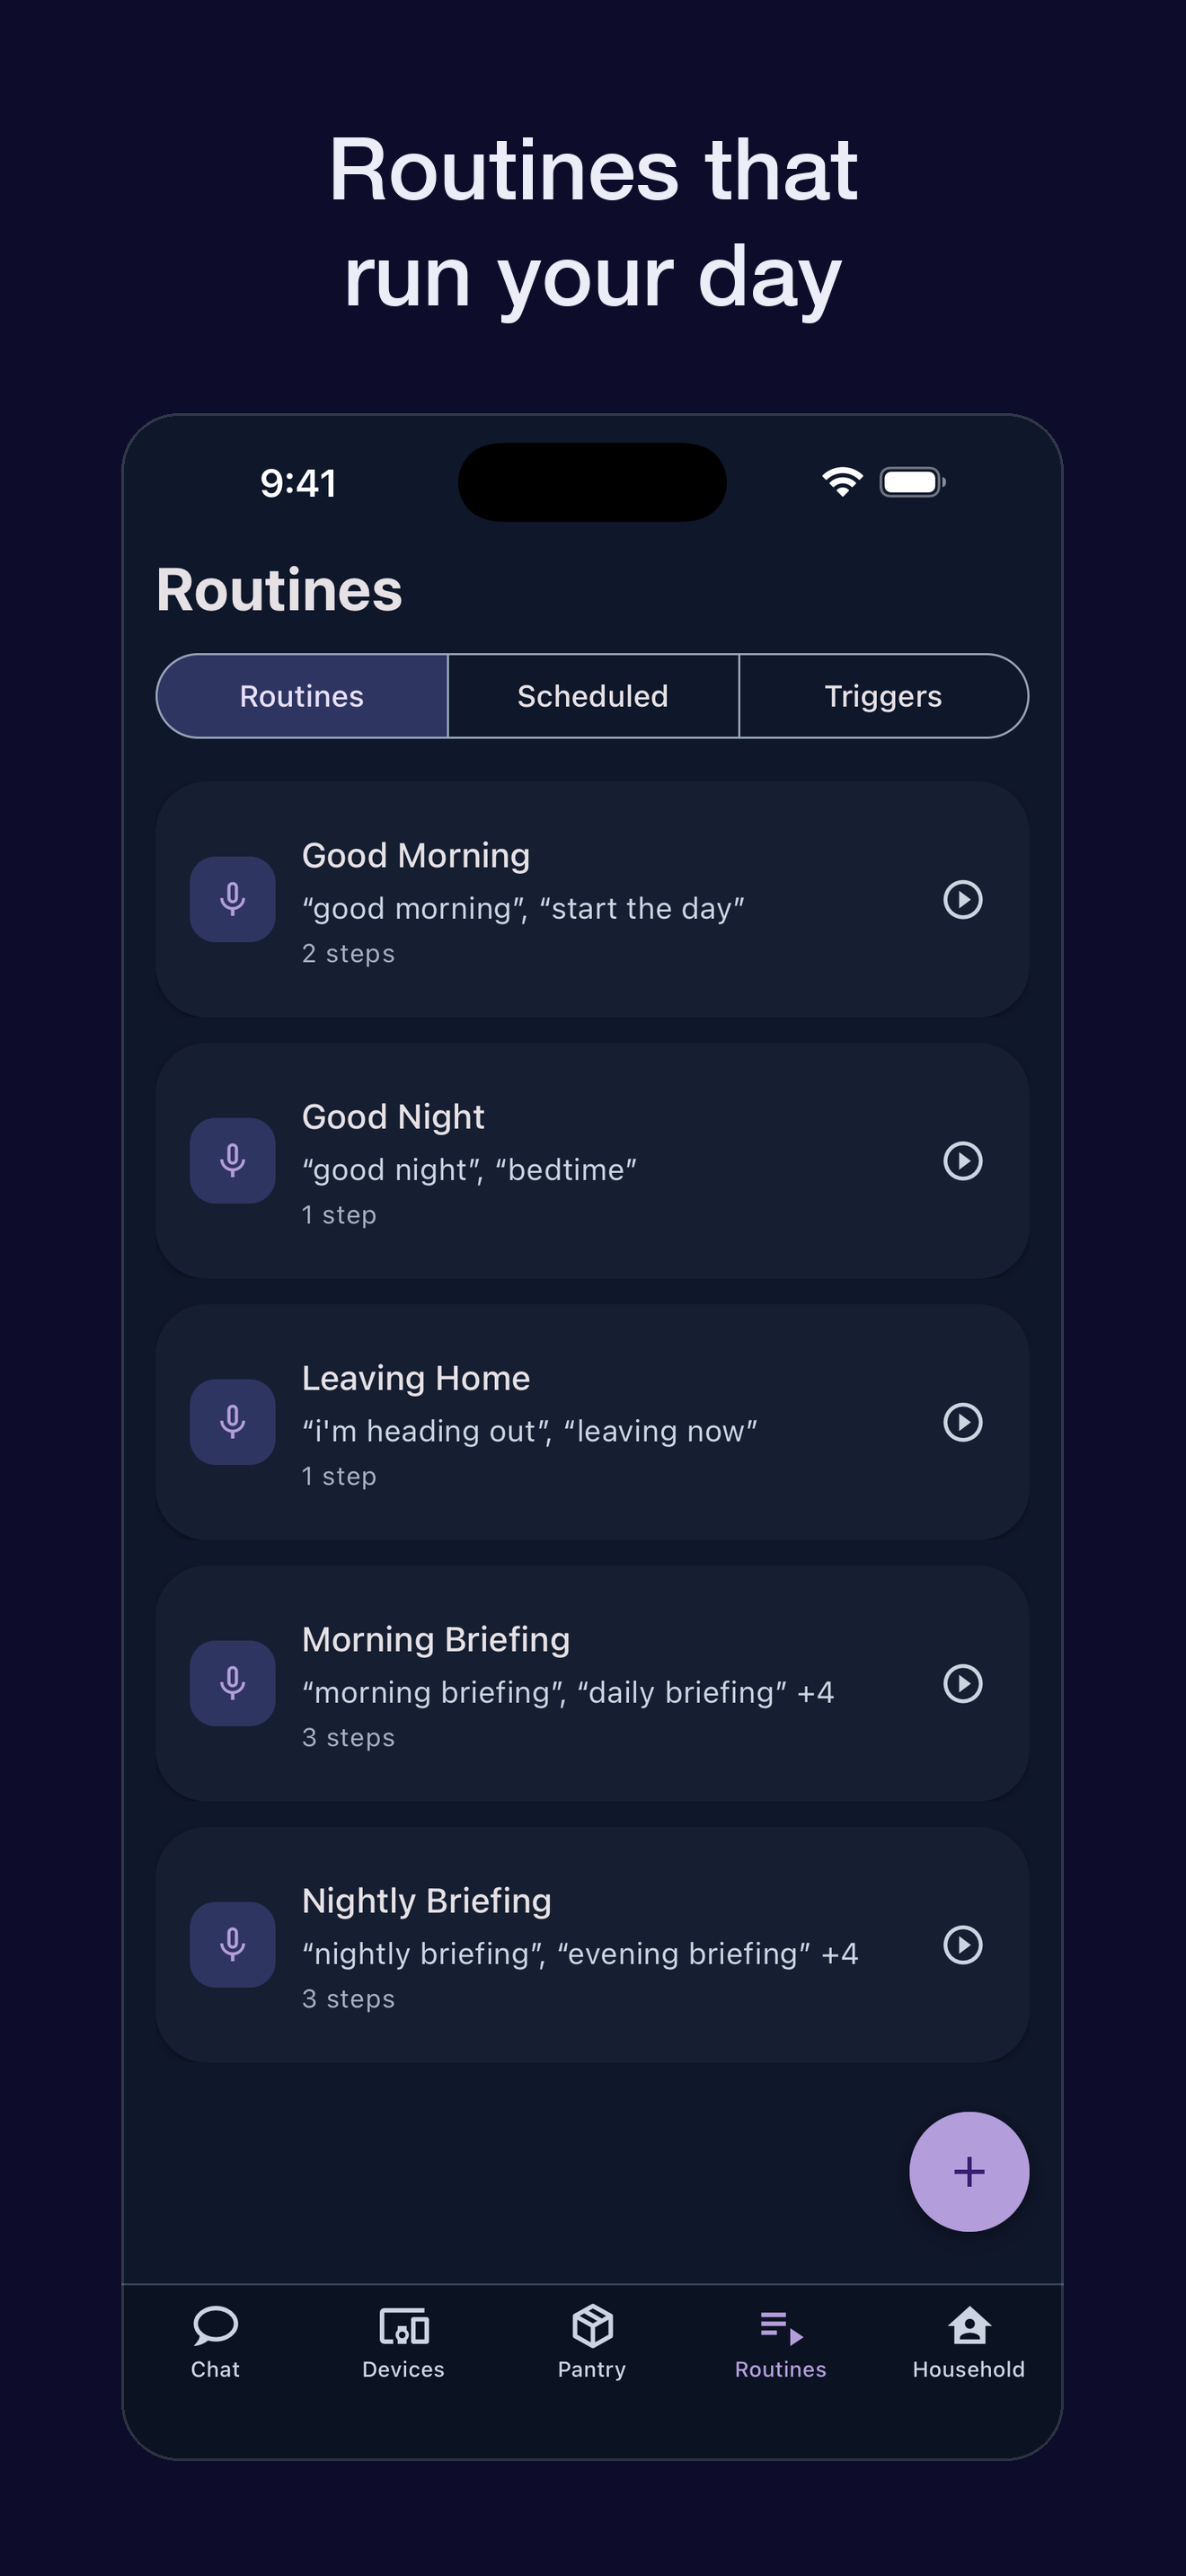 Routines that
run your day
9:41
Routines
Routines Scheduled Triggers
Good Morning
“good morning”, “start the day”
2 steps
Good Night
“good night”, “bedtime”
1 step
Leaving Home
“i'm heading out”, “leaving now”
1 step
Morning Briefing
“morning briefing”, “daily briefing” +4
3 steps
Nightly Briefing
“nightly briefing”, “evening briefing” +4
3 steps
Chat Devices Pantry Routines Household